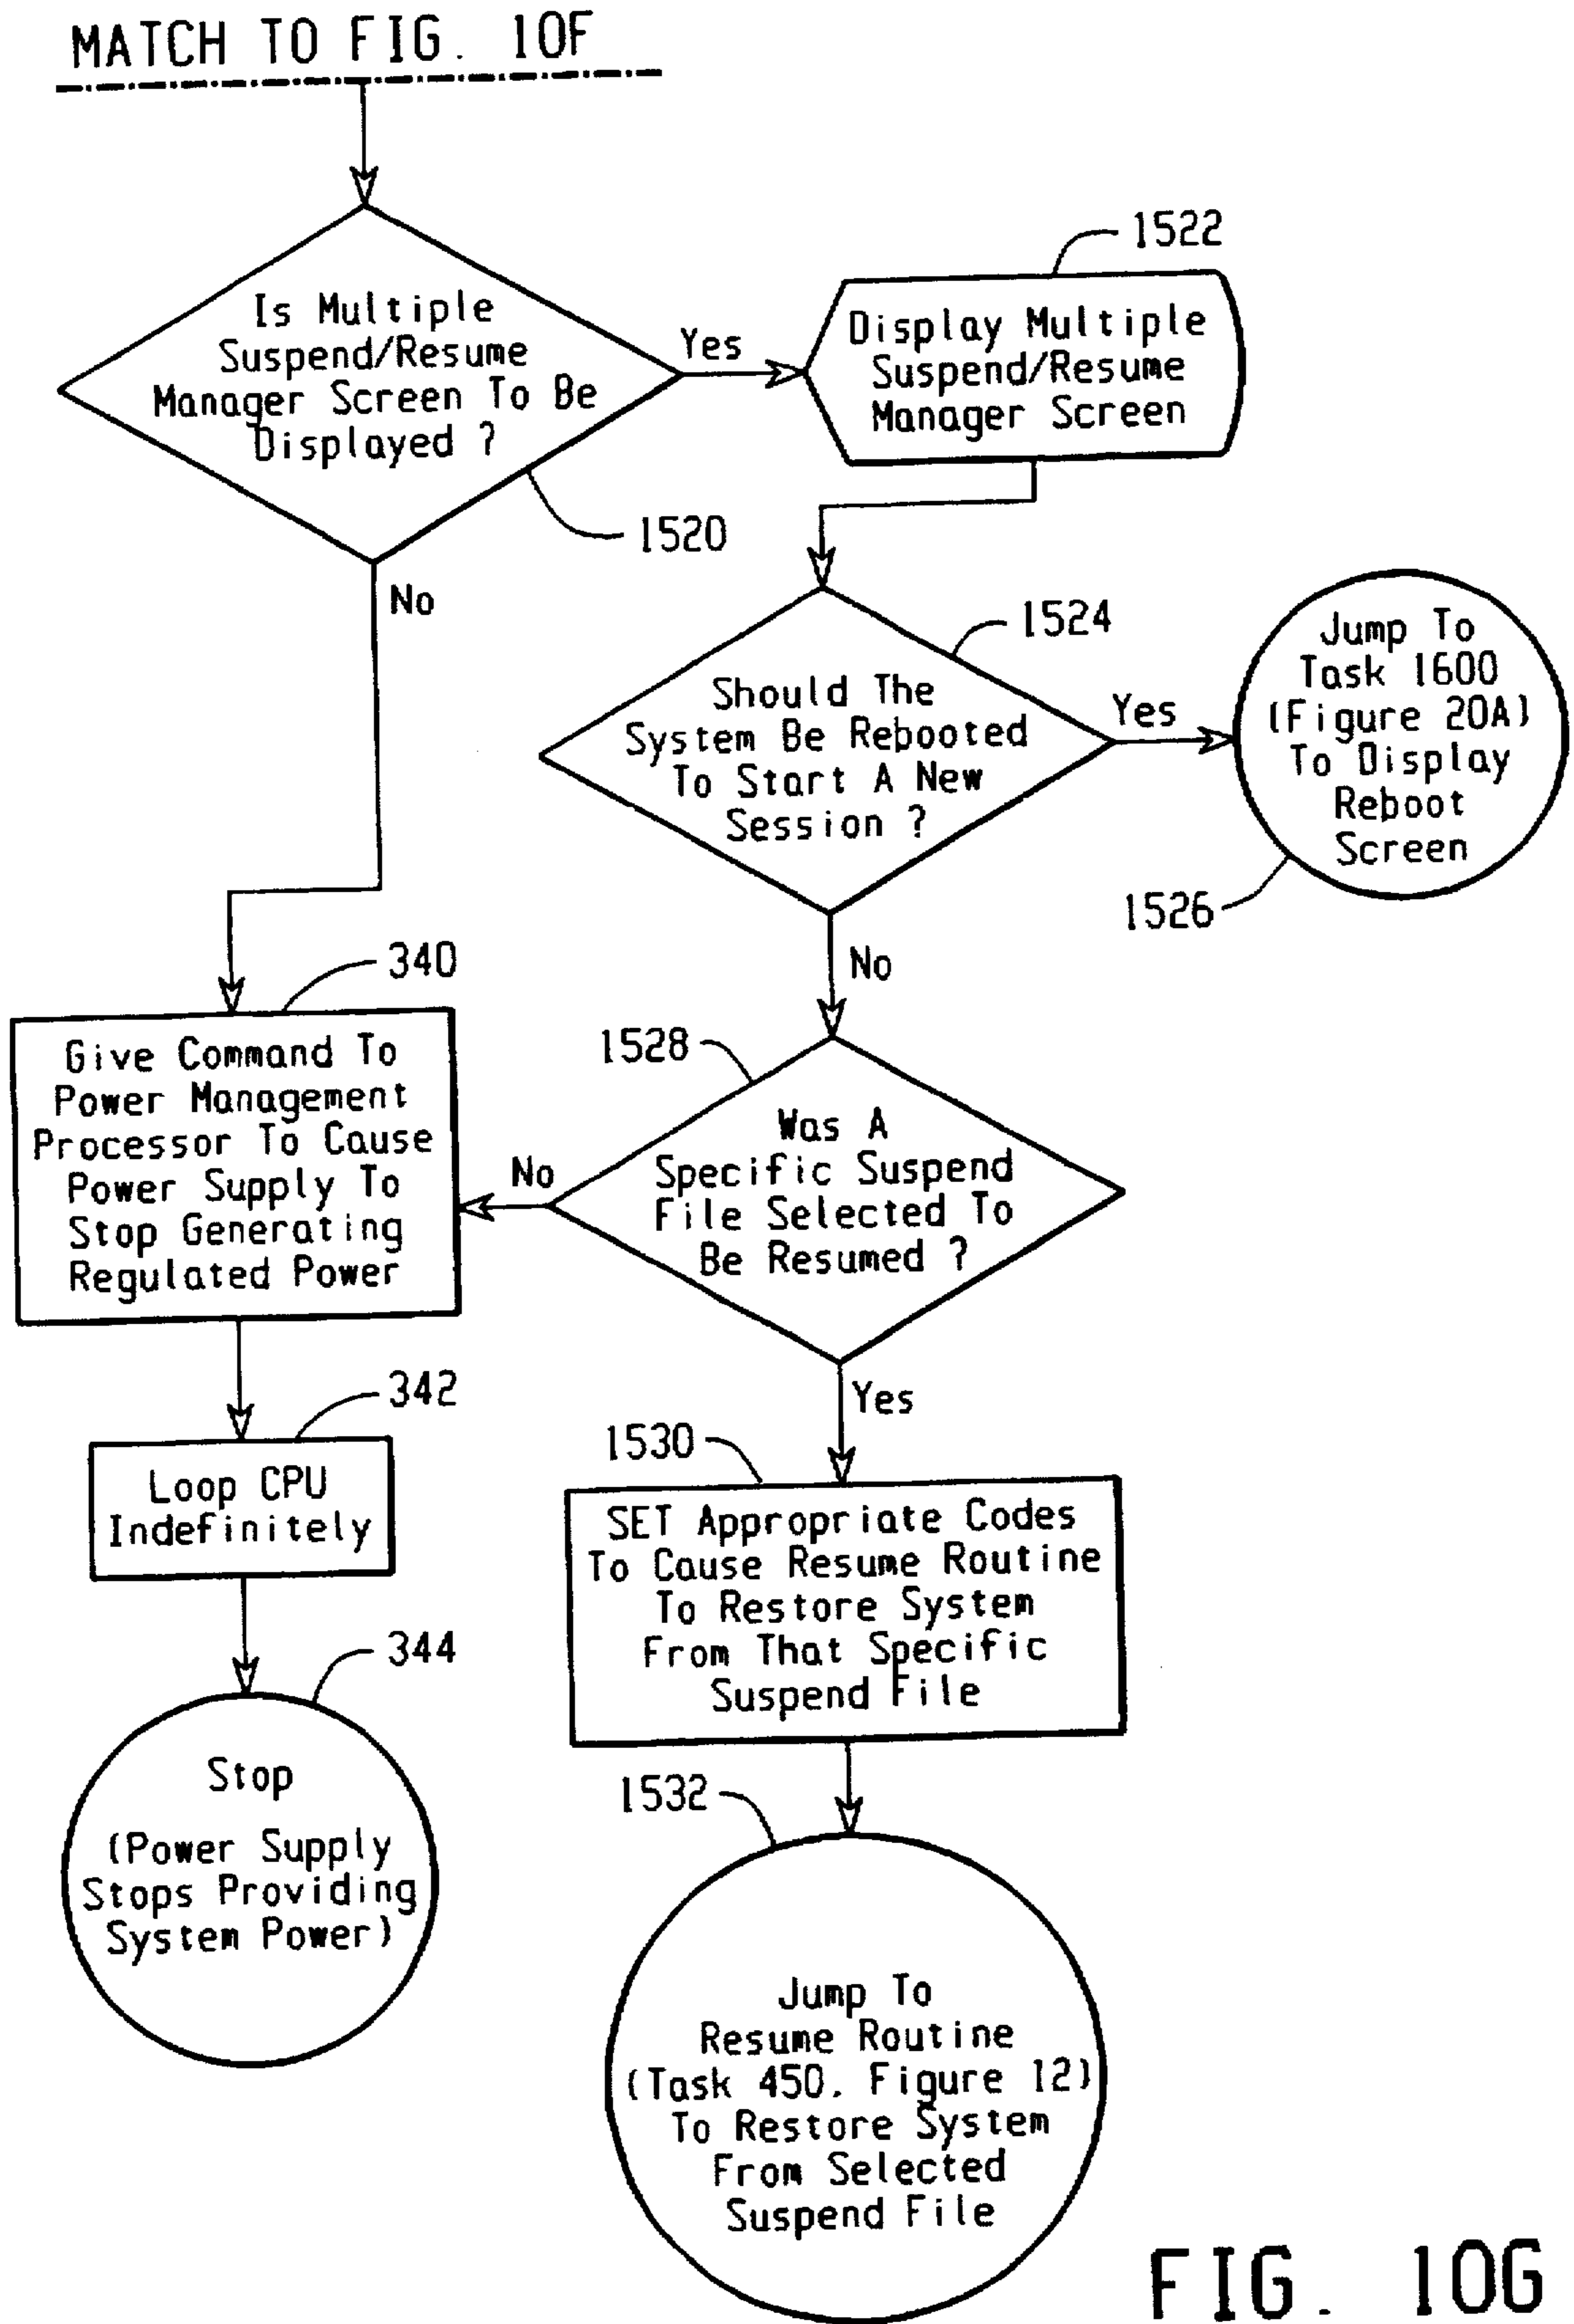 MATCH TO FIG. 10F
Is Multiple
Suspend/Resume
Manager Screen To Be
Displayed ?
1520
Yes
No
1522
Display Multiple
Suspend/Resume
Manager Screen
1524
Should The
System Be Rebooted
To Start A New
Session ?
Yes
No
Jump To
Task 1600
(Figure 20A)
To Display
Reboot
Screen
1526
340
Give Command To
Power Management
Processor To Cause
Power Supply To
Stop Generating
Regulated Power
1528
Was A
Specific Suspend
File Selected To
Be Resumed ?
No
Yes
342
Loop CPU
Indefinitely
1530
SET Appropriate Codes
To Cause Resume Routine
To Restore System
From That Specific
Suspend File
344
Stop
(Power Supply
Stops Providing
System Power)
1532
Jump To
Resume Routine
(Task 450. Figure 12)
To Restore System
From Selected
Suspend File
FIG. 10G